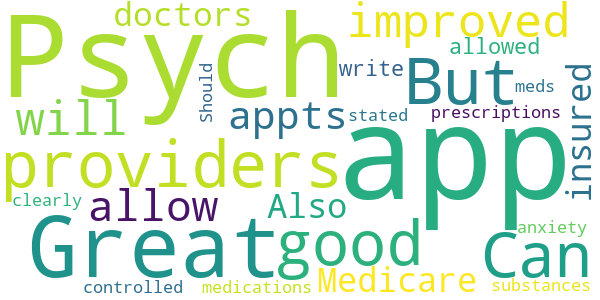 doctors improved
Psych
allowed
But
Should write meds insured
will appts stated prescriptions
providers app
clearly allow Also
Great good Can
anxiety
Medicare
controlled medications substances